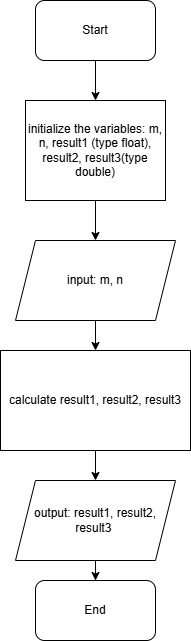 Start
initialize the variables: m,
n, result1 (type float),
result2, result3(type
double)
input: m, n
calculate result1, result2, result3
output: result1, result2,
result3
End